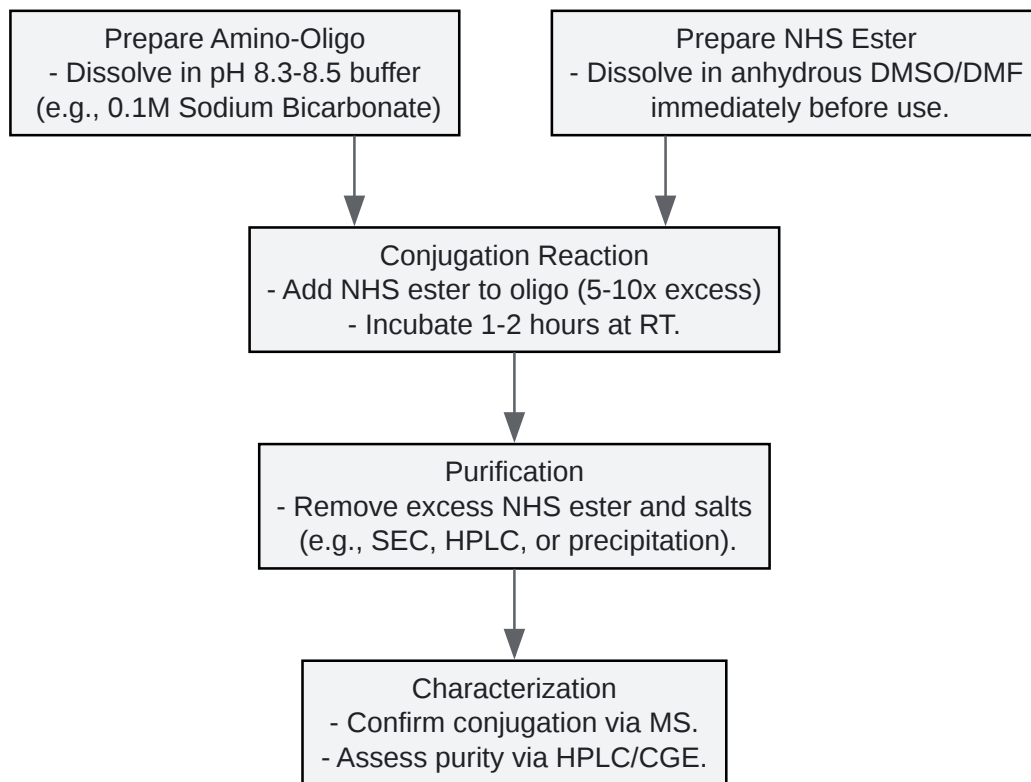 Prepare Amino-Oligo
- Dissolve in pH 8.3-8.5 buffer
(e.g., 0.1M Sodium Bicarbonate)
Prepare NHS Ester
- Dissolve in anhydrous DMSO/DMF
immediately before use.
Conjugation Reaction
- Add NHS ester to oligo (5-10x excess)
- Incubate 1-2 hours at RT.
Purification
- Remove excess NHS ester and salts
(e.g., SEC, HPLC, or precipitation).
Characterization
- Confirm conjugation via MS.
- Assess purity via HPLC/CGE.